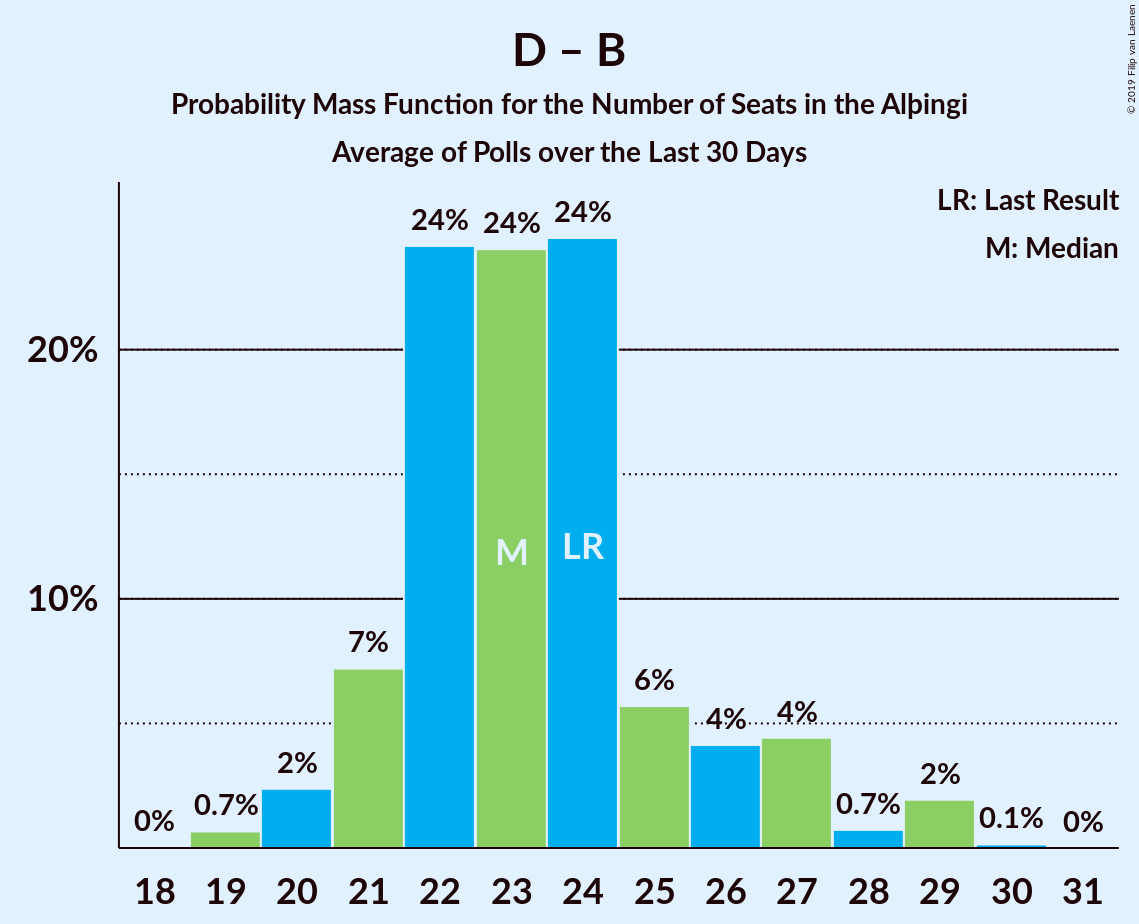 D – B
Probability Mass Function for the Number of Seats in the Alþingi
Average of Polls over the Last 30 Days
© 2019 Filip van Laenen
LR: Last Result
M: Median
20%
10%
0%
0.7%
2%
7%
24%
24%
24%
6%
4%
4%
0.7%
2%
0.1%
0%
M
LR
18 19 20 21 22 23 24 25 26 27 28 29 30 31